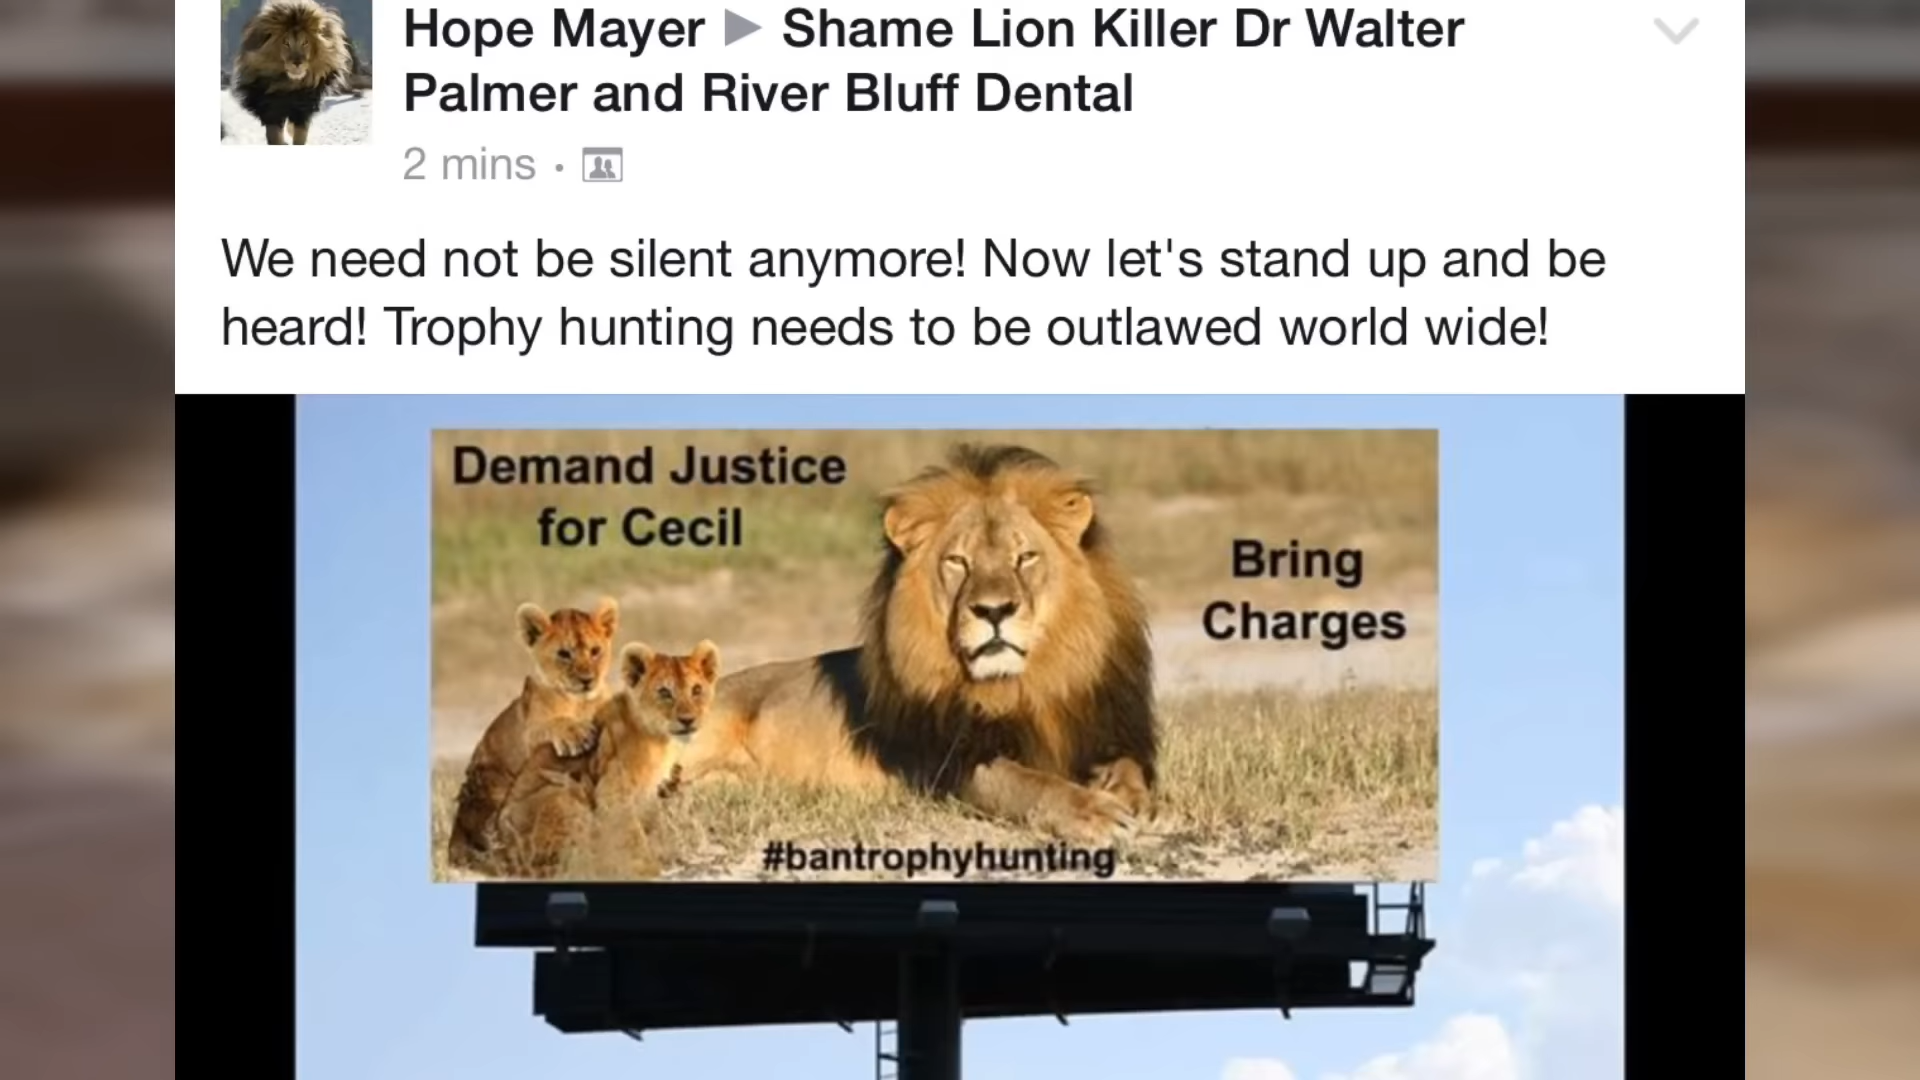 Hope Mayer ▶ Shame Lion Killer Dr Walter
Palmer and River Bluff Dental
2 mins ·
We need not be silent anymore! Now let's stand up and be
heard! Trophy hunting needs to be outlawed world wide!
Demand Justice
for Cecil
Bring
Charges
#bantrophyhunting